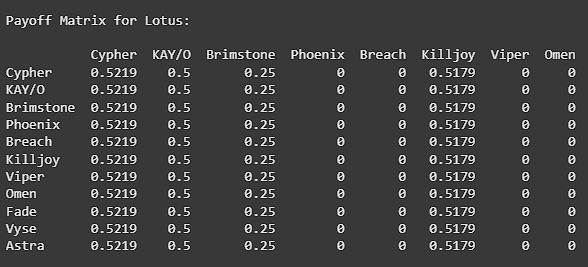 Payoff Matrix for Lotus:
Cypher KAY/O Brimstone Phoenix Breach Killjoy Viper Omen
Cypher 0.5219 0.5 0.25 0 0 0.5179 0 0
KAY/O 0.5219 0.5 0.25 0 0 0.5179 0 0
Brimstone 0.5219 0.5 0.25 0 0 0.5179 0 0
Phoenix 0.5219 0.5 0.25 0 0 0.5179 0 0
Breach 0.5219 0.5 0.25 0 0 0.5179 0 0
Killjoy 0.5219 0.5 0.25 0 0 0.5179 0 0
Viper 0.5219 0.5 0.25 0 0 0.5179 0 0
Omen 0.5219 0.5 0.25 0 0 0.5179 0 0
Fade 0.5219 0.5 0.25 0 0 0.5179 0 0
Vyse 0.5219 0.5 0.25 0 0 0.5179 0 0
Astra 0.5219 0.5 0.25 0 0 0.5179 0 0